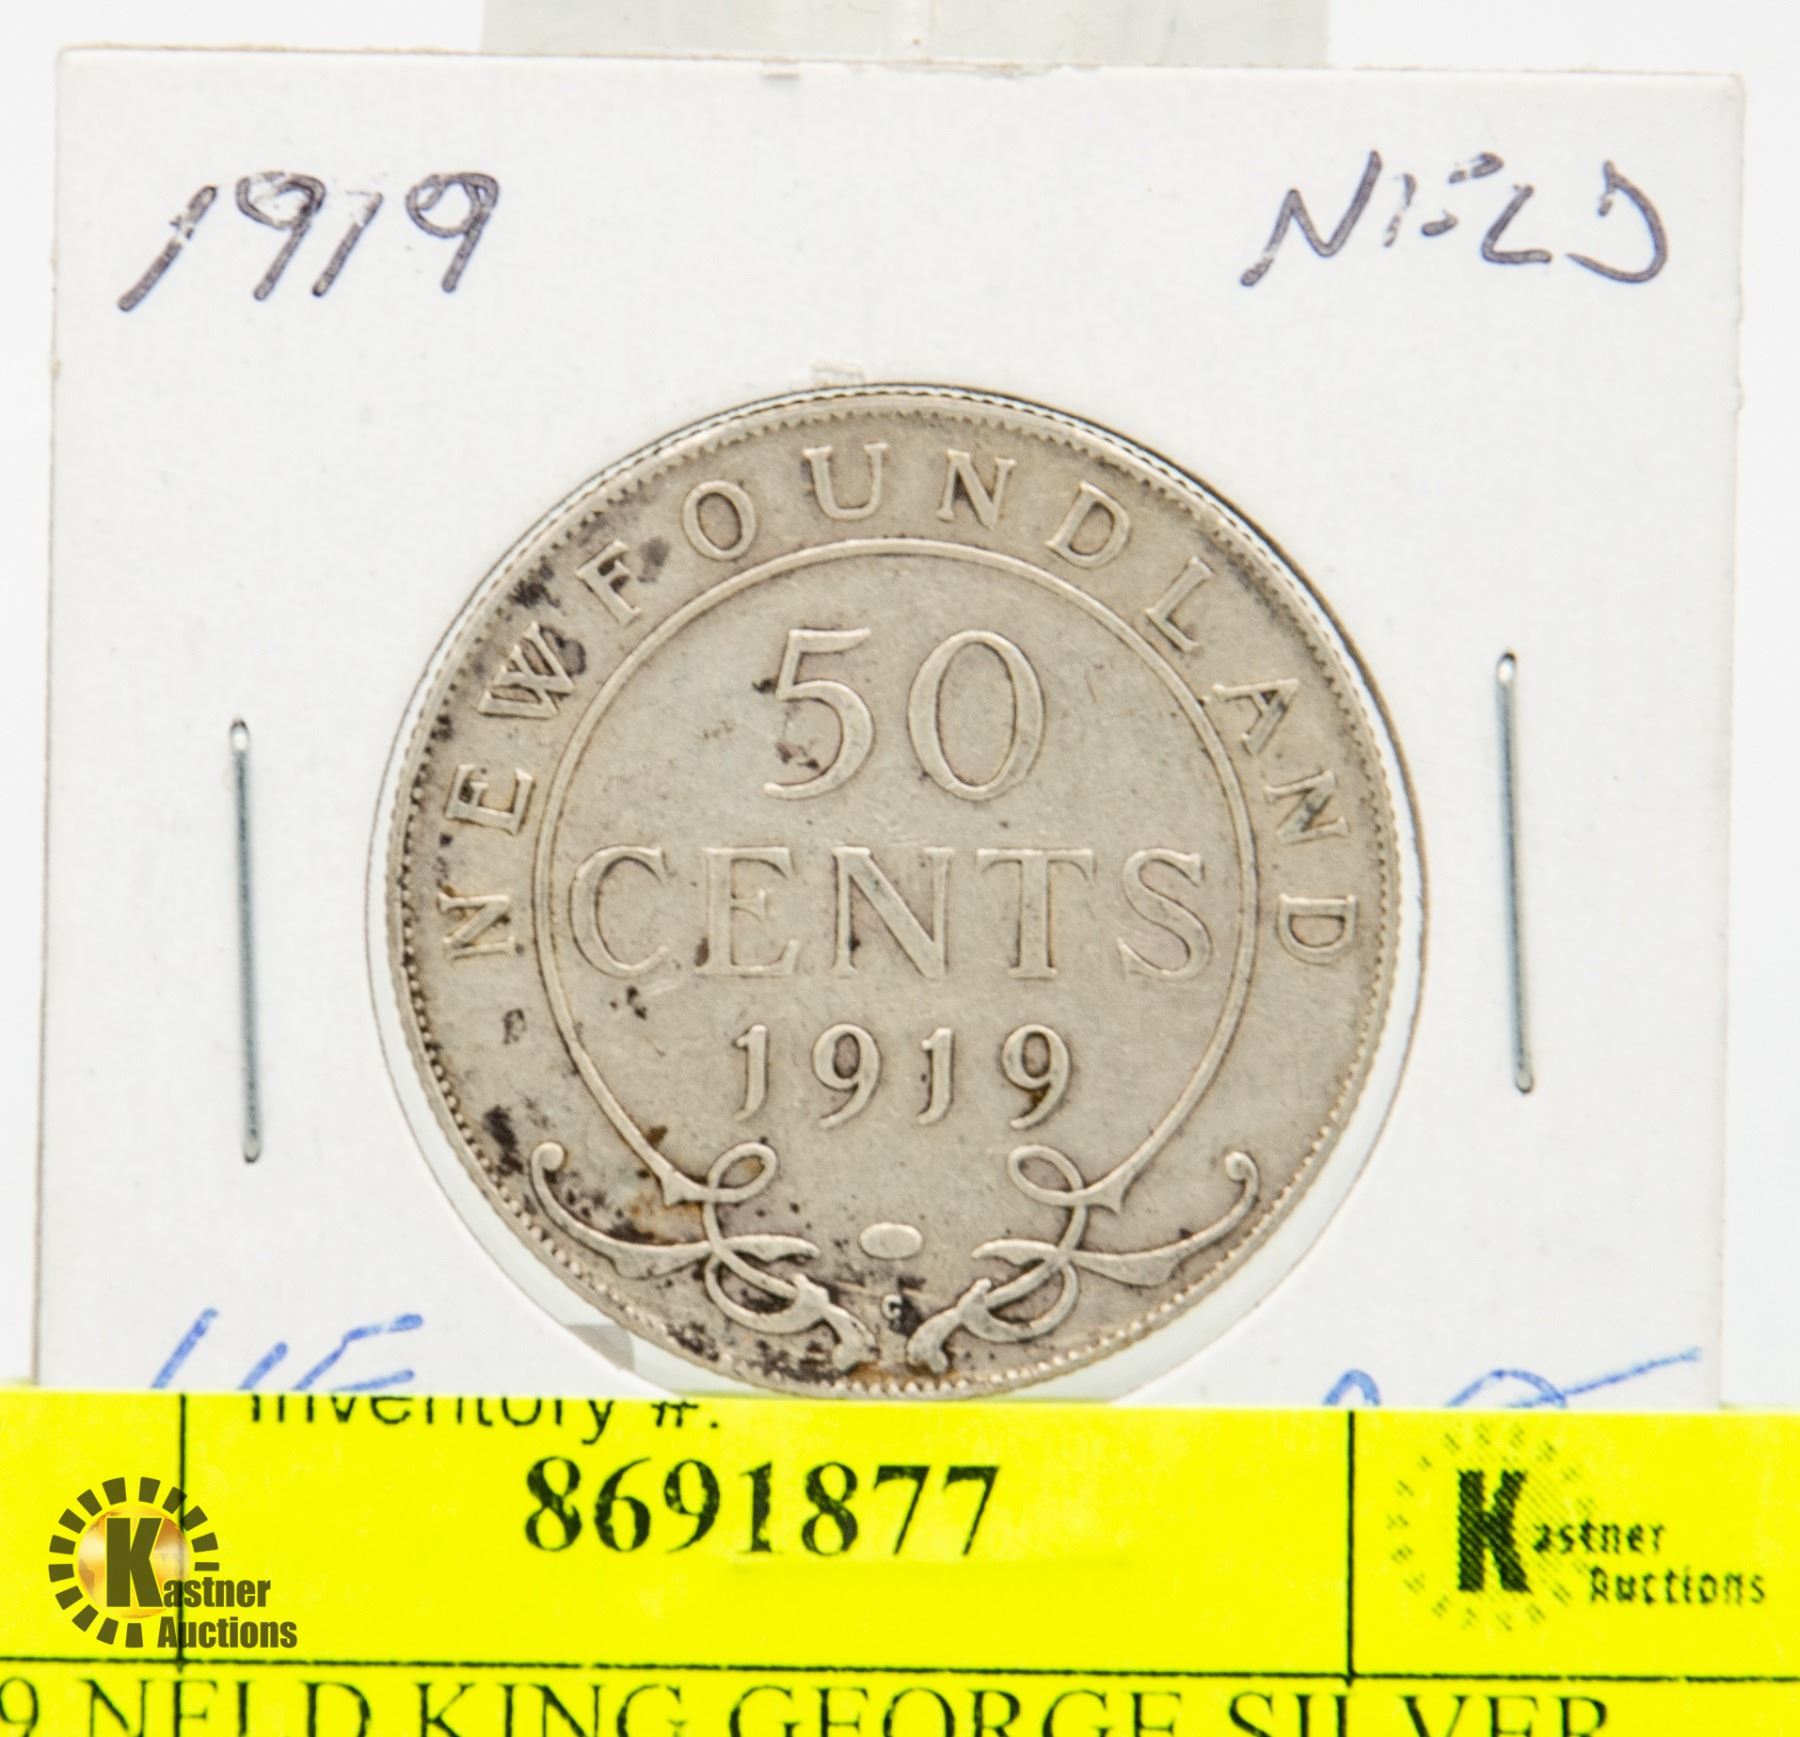 1919 NFLD
NEWFOUNDLAND
50
CENTS
1919
C
Inventory #:
8691877
Kastner
Auctions
Kastner
Auctions
9 NFLD KING GEORGE SILVER